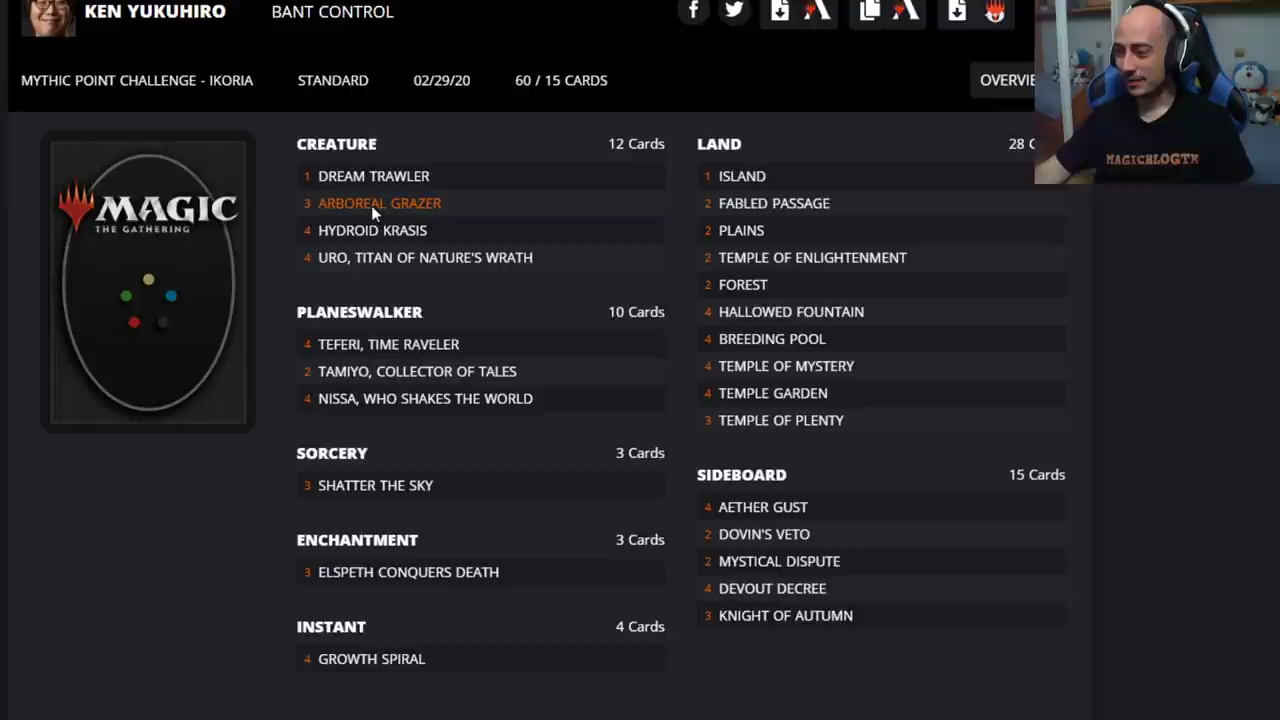 KEN YUKUHIRO
BANT CONTROL
MYTHIC POINT CHALLENGE - IKORIA
STANDARD
02/29/20
60 / 15 CARDS
OVERVIE
MAGIC
THE GATHERING
CREATURE 12 Cards
1 DREAM TRAWLER
3 ARBOREAL GRAZER
4 HYDROID KRASIS
4 URO, TITAN OF NATURE'S WRATH
PLANESWALKER 10 Cards
4 TEFERI, TIME RAVELER
2 TAMIYO, COLLECTOR OF TALES
4 NISSA, WHO SHAKES THE WORLD
SORCERY 3 Cards
3 SHATTER THE SKY
ENCHANTMENT 3 Cards
3 ELSPETH CONQUERS DEATH
INSTANT 4 Cards
4 GROWTH SPIRAL
LAND 28 C
1 ISLAND
2 FABLED PASSAGE
2 PLAINS
2 TEMPLE OF ENLIGHTENMENT
2 FOREST
4 HALLOWED FOUNTAIN
4 BREEDING POOL
4 TEMPLE OF MYSTERY
4 TEMPLE GARDEN
3 TEMPLE OF PLENTY
SIDEBOARD 15 Cards
4 AETHER GUST
2 DOVIN'S VETO
2 MYSTICAL DISPUTE
4 DEVOUT DECREE
3 KNIGHT OF AUTUMN
MAGICBLOGTK